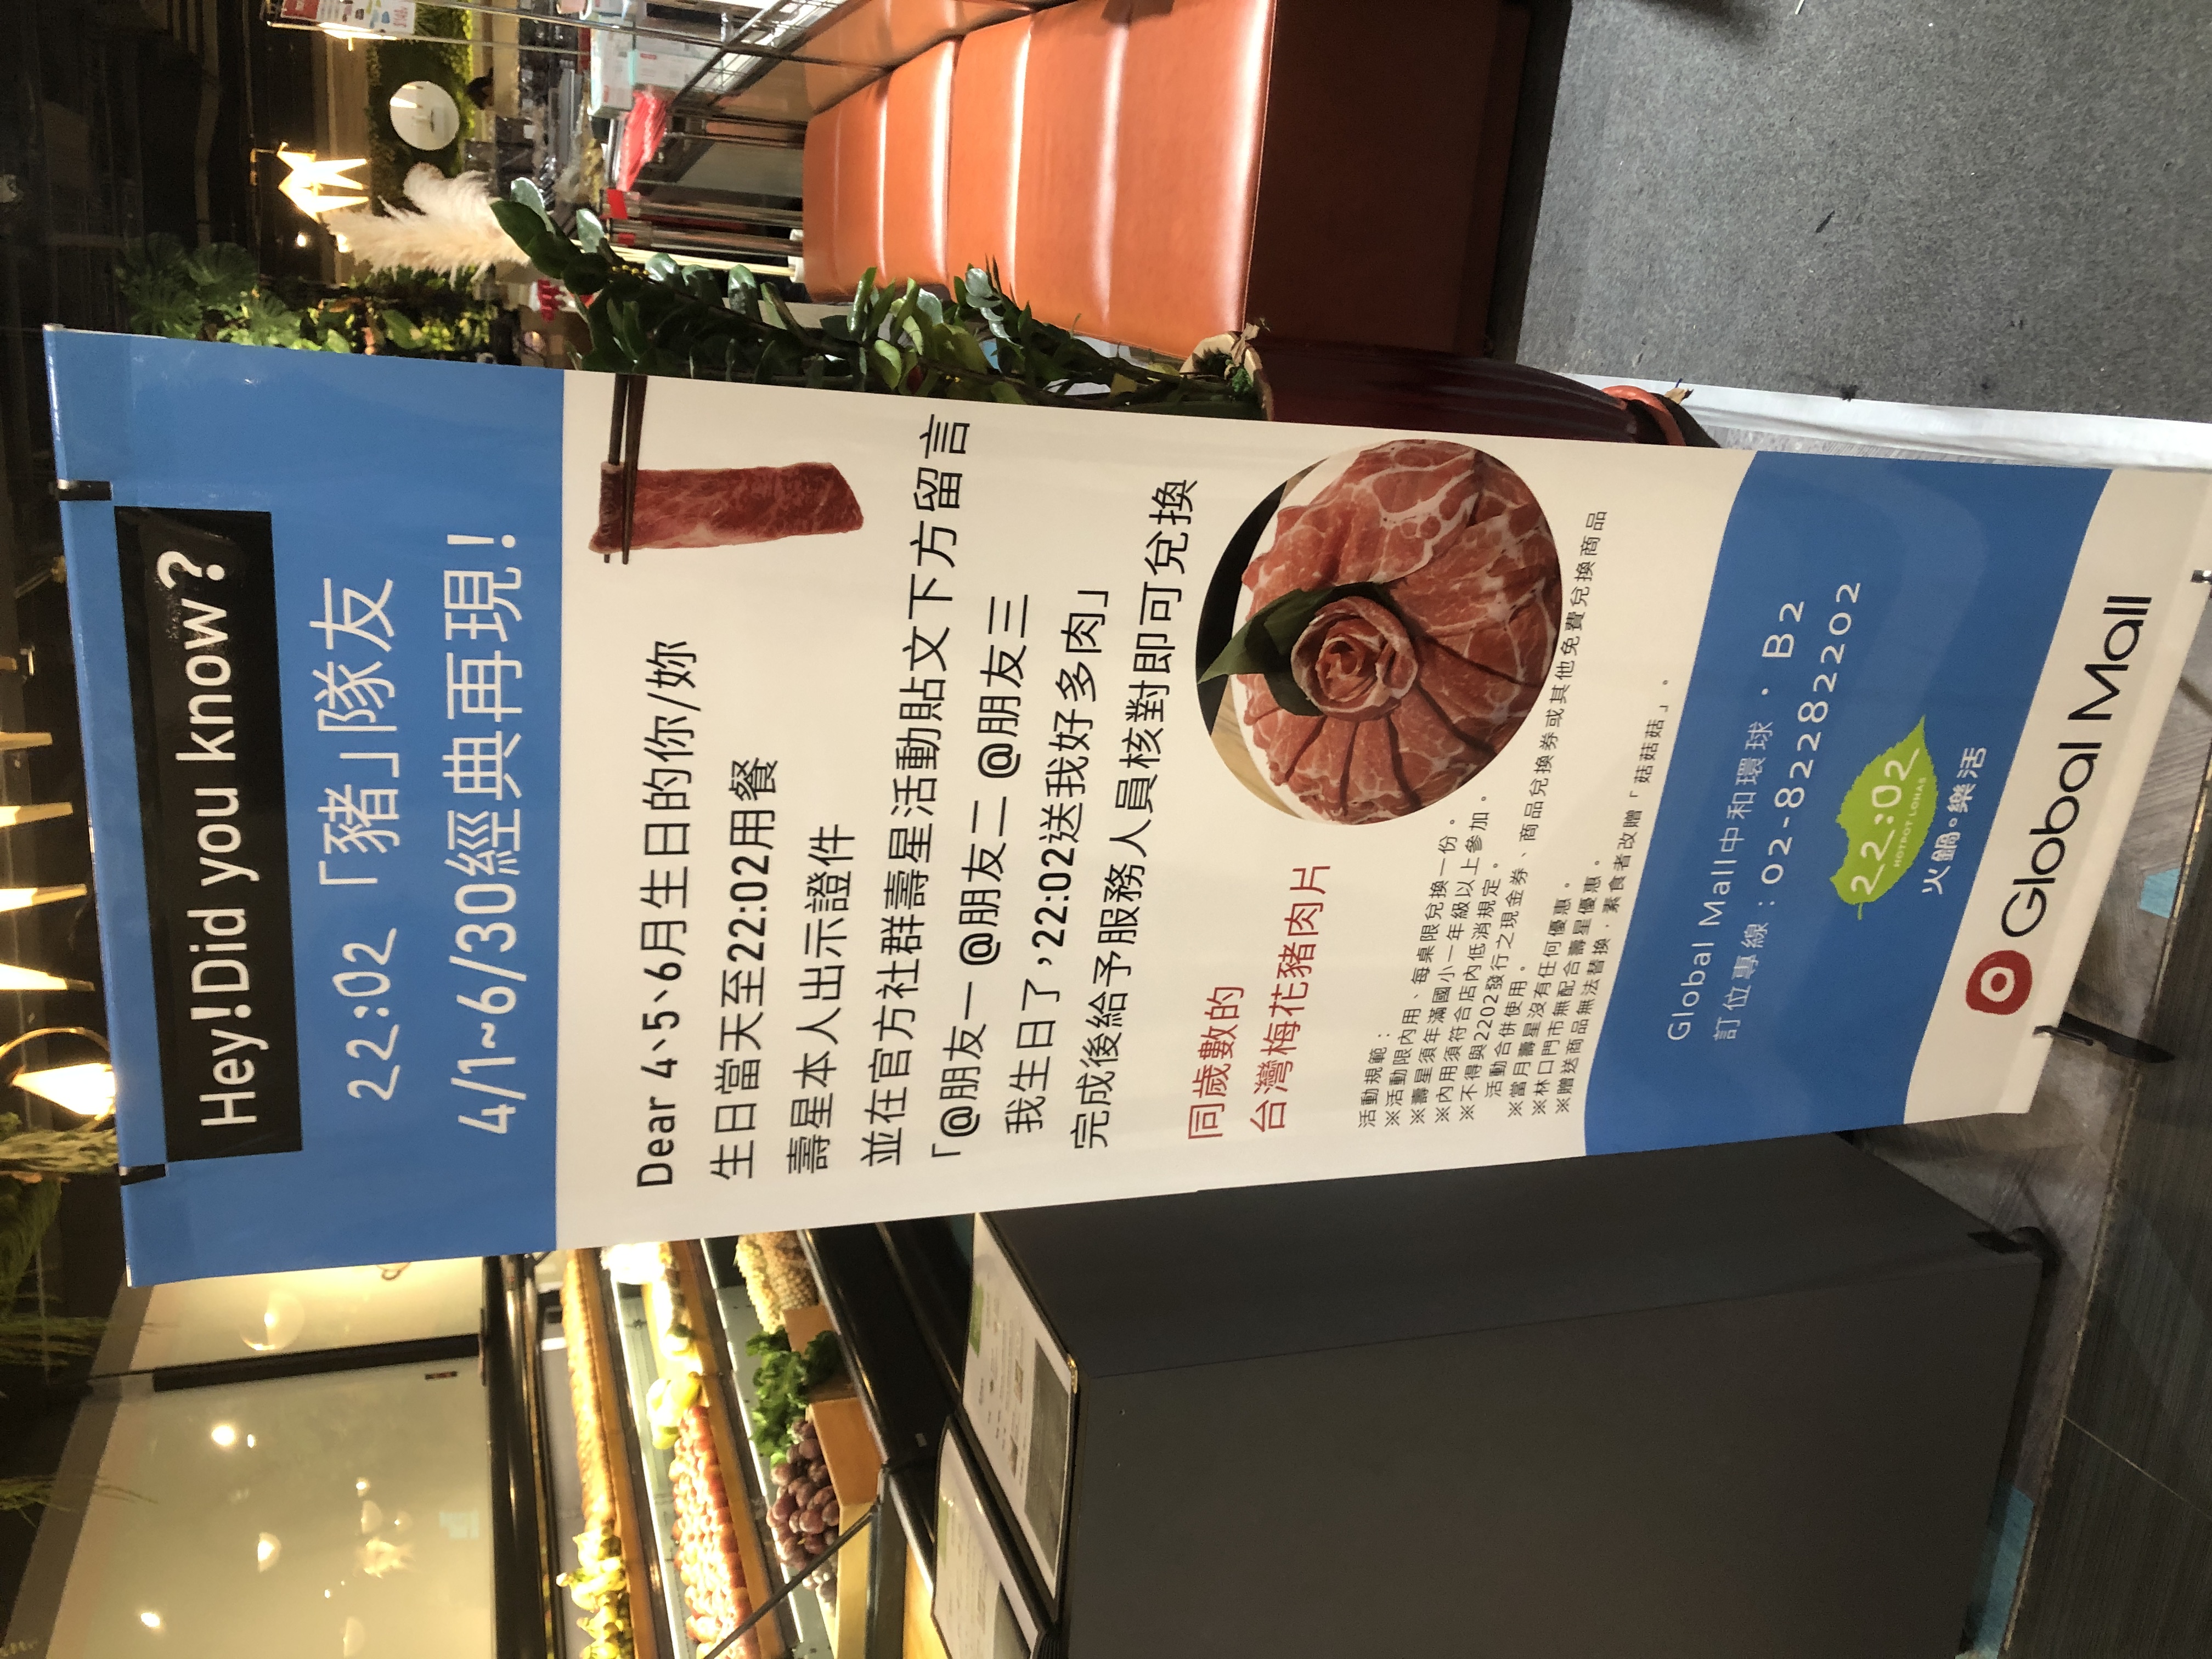 Hey!Did you know?
22:02「豬」隊友
4/1~6/30經典再現!
Dear 4、5、6月生日的你/妳
生日當天至22:02用餐
壽星本人出示證件
並在官方社群壽星活動貼文下方留言
「@朋友一 @朋友二 @朋友三
我生日了,22:02送我好多肉」
完成後給予服務人員核對即可兌換
同歲數的
台灣梅花豬肉片
活動規範:
※活動限內用、每桌限兌換一份。
※壽星須年滿國小一年級以上參加。
※內用須符合店內低消規定。
※不得與2202發行之現金券、商品兌換券或其他免費兌換商品
活動合併使用。
※當月壽星沒有任何優惠。
※林口門市無配合壽星優惠。
※贈送商品無法替換.素食者改贈「菇菇菇」。
Global Mall中和環球・B2
訂位專線:02-82282202
22:02
HOTPOT LOHAS
火鍋。樂活
Global Mall